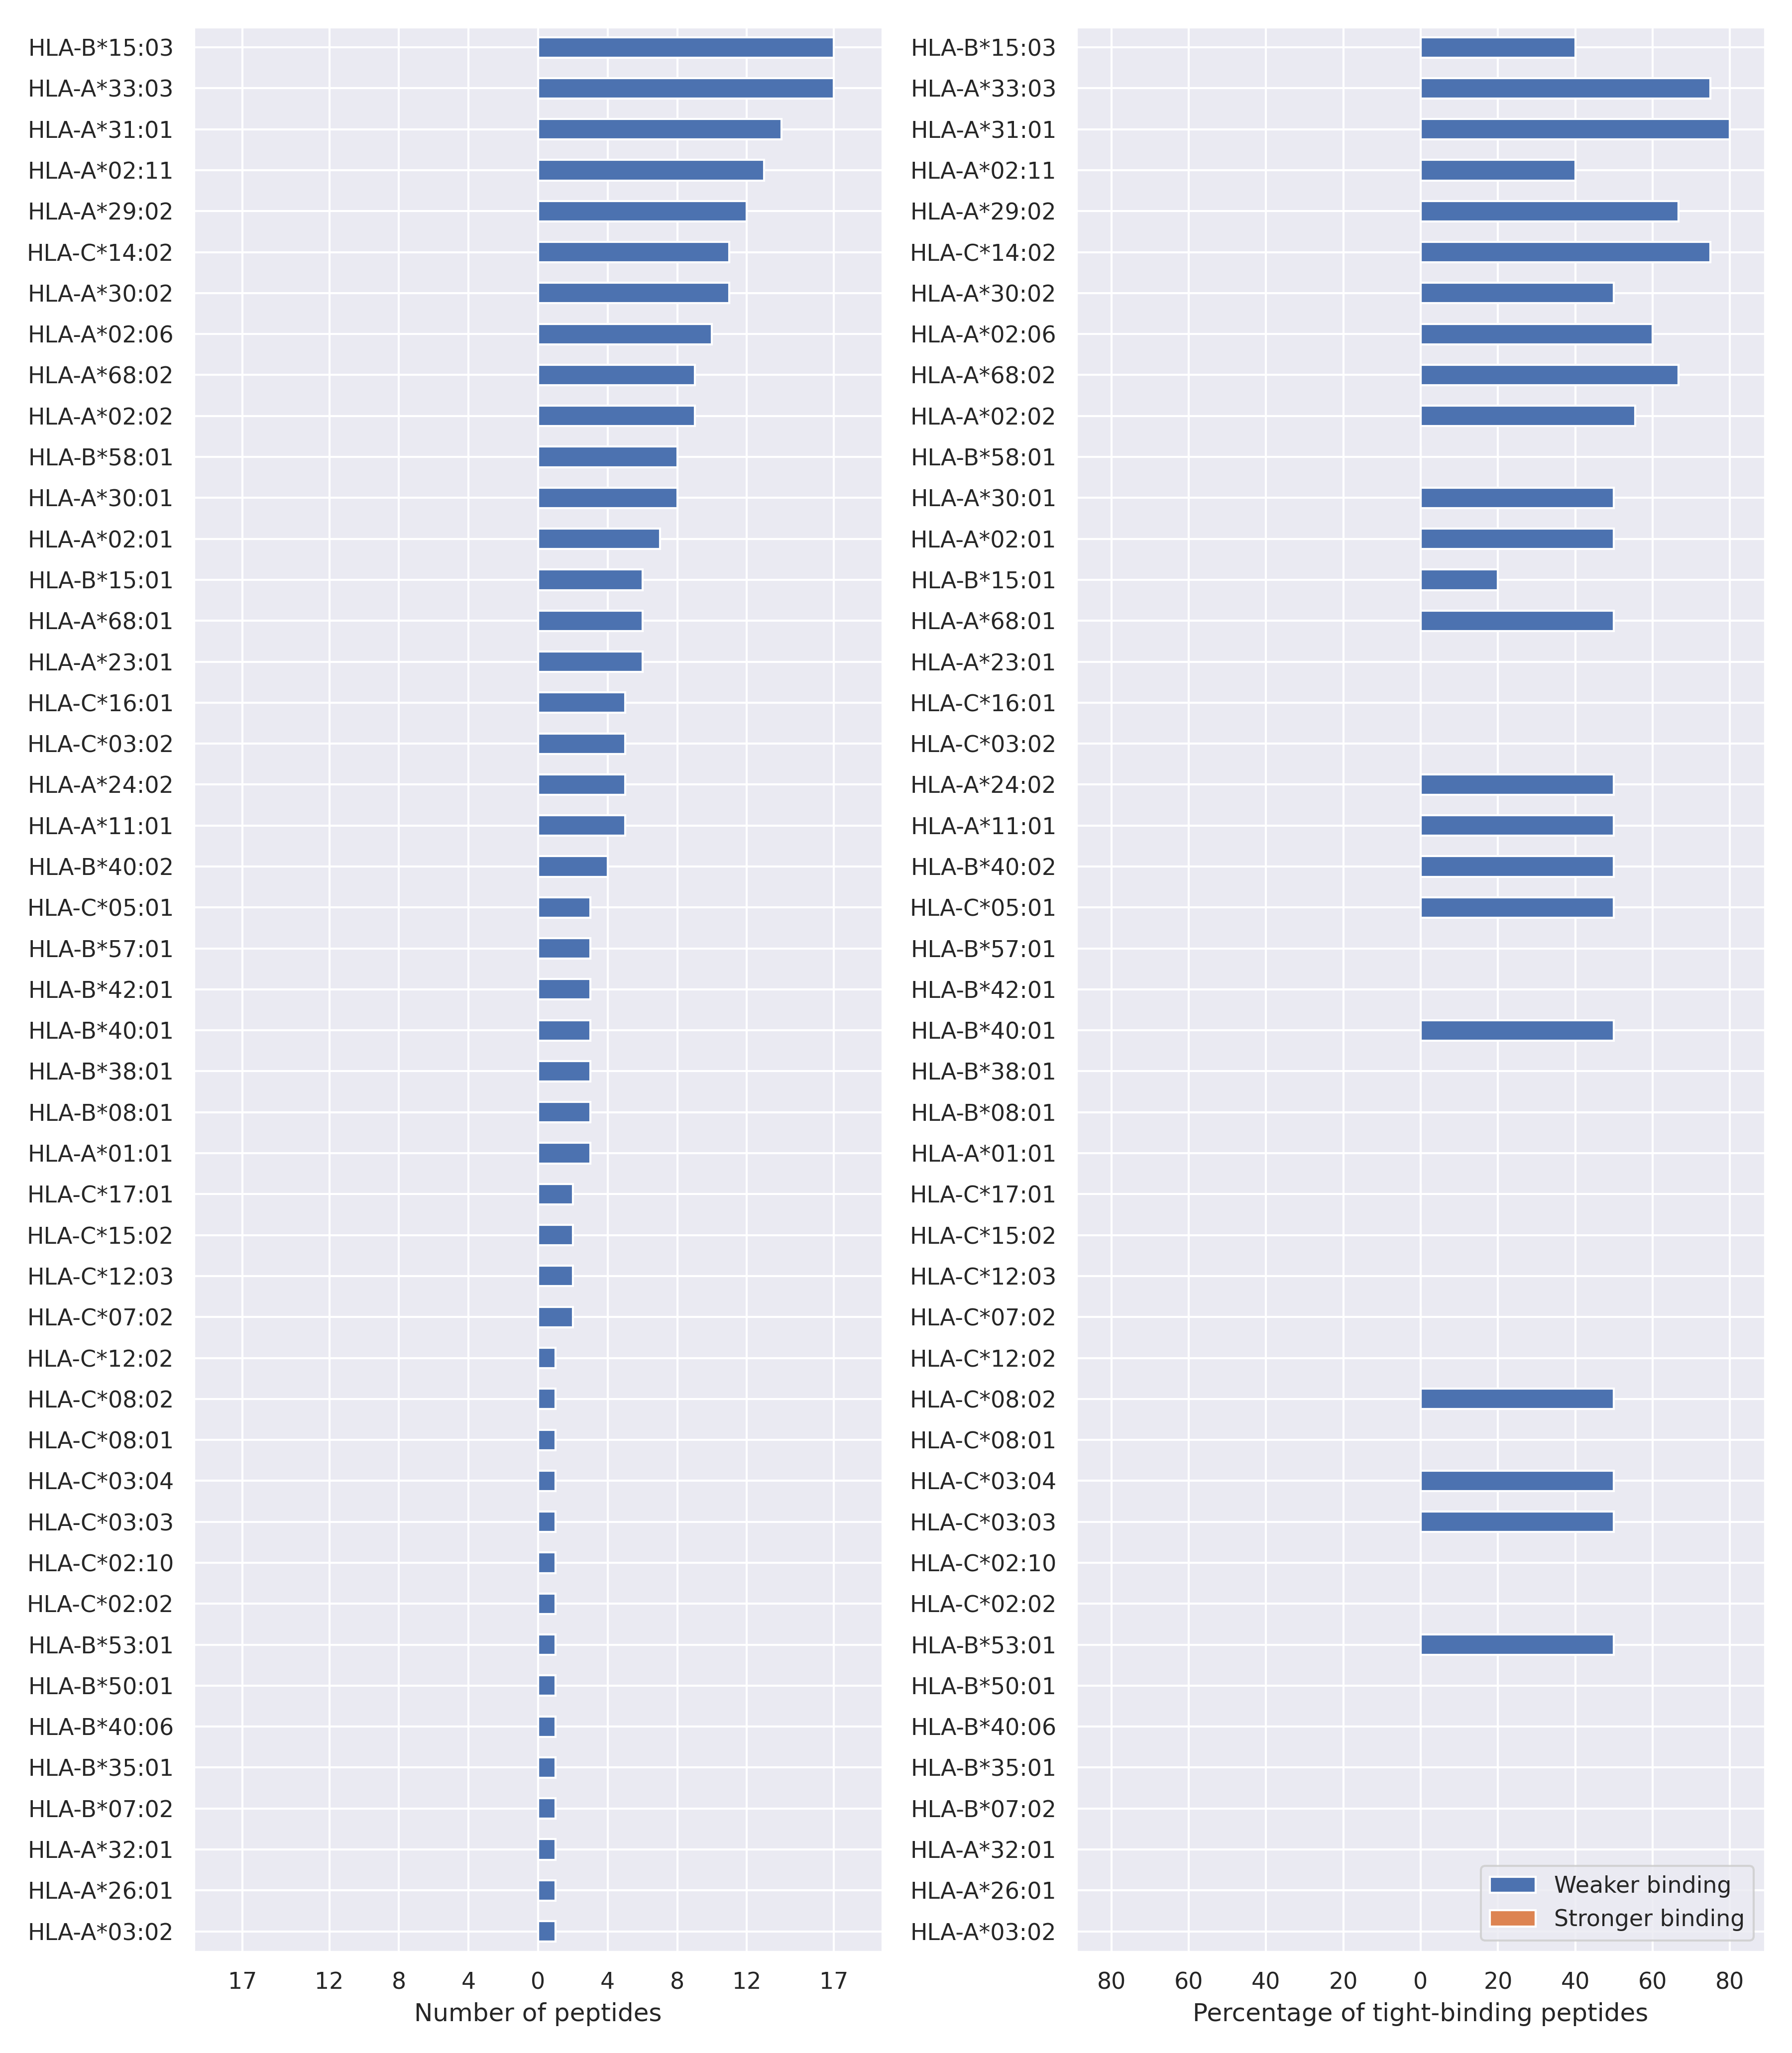 HLA-B*15:03
HLA-A*33:03
HLA-A*31:01
HLA-A*02:11
HLA-A*29:02
HLA-C*14:02
HLA-A*30:02
HLA-A*02:06
HLA-A*68:02
HLA-A*02:02
HLA-B*58:01
HLA-A*30:01
HLA-A*02:01
HLA-B*15:01
HLA-A*68:01
HLA-A*23:01
HLA-C*16:01
HLA-C*03:02
HLA-A*24:02
HLA-A*11:01
HLA-B*40:02
HLA-C*05:01
HLA-B*57:01
HLA-B*42:01
HLA-B*40:01
HLA-B*38:01
HLA-B*08:01
HLA-A*01:01
HLA-C*17:01
HLA-C*15:02
HLA-C*12:03
HLA-C*07:02
HLA-C*12:02
HLA-C*08:02
HLA-C*08:01
HLA-C*03:04
HLA-C*03:03
HLA-C*02:10
HLA-C*02:02
HLA-B*53:01
HLA-B*50:01
HLA-B*40:06
HLA-B*35:01
HLA-B*07:02
HLA-A*32:01
HLA-A*26:01
HLA-A*03:02
17 12 8 4 0 4 8 12 17
Number of peptides
HLA-B*15:03
HLA-A*33:03
HLA-A*31:01
HLA-A*02:11
HLA-A*29:02
HLA-C*14:02
HLA-A*30:02
HLA-A*02:06
HLA-A*68:02
HLA-A*02:02
HLA-B*58:01
HLA-A*30:01
HLA-A*02:01
HLA-B*15:01
HLA-A*68:01
HLA-A*23:01
HLA-C*16:01
HLA-C*03:02
HLA-A*24:02
HLA-A*11:01
HLA-B*40:02
HLA-C*05:01
HLA-B*57:01
HLA-B*42:01
HLA-B*40:01
HLA-B*38:01
HLA-B*08:01
HLA-A*01:01
HLA-C*17:01
HLA-C*15:02
HLA-C*12:03
HLA-C*07:02
HLA-C*12:02
HLA-C*08:02
HLA-C*08:01
HLA-C*03:04
HLA-C*03:03
HLA-C*02:10
HLA-C*02:02
HLA-B*53:01
HLA-B*50:01
HLA-B*40:06
HLA-B*35:01
HLA-B*07:02
HLA-A*32:01
HLA-A*26:01
HLA-A*03:02
Weaker binding
Stronger binding
80 60 40 20 0 20 40 60 80
Percentage of tight-binding peptides